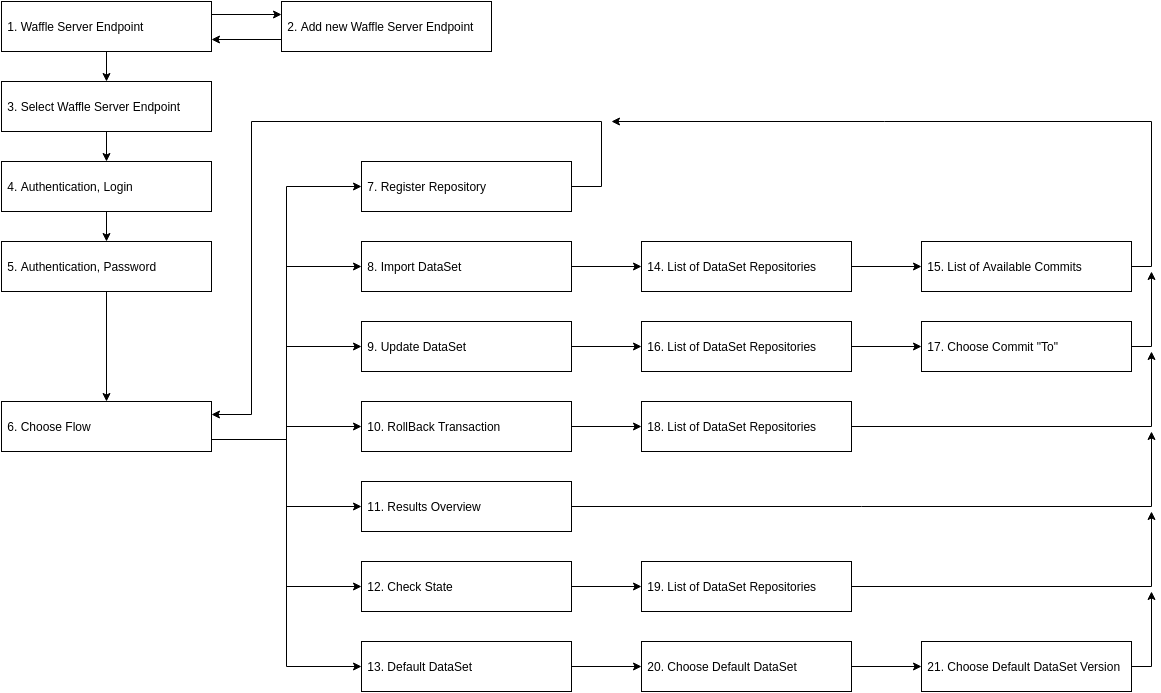 1. Waffle Server Endpoint
2. Add new Waffle Server Endpoint
3. Select Waffle Server Endpoint
4. Authentication, Login
7. Register Repository
5. Authentication, Password
8. Import DataSet
14. List of DataSet Repositories
15. List of Available Commits
9. Update DataSet
16. List of DataSet Repositories
17. Choose Commit "To"
6. Choose Flow
10. RollBack Transaction
18. List of DataSet Repositories
11. Results Overview
12. Check State
19. List of DataSet Repositories
13. Default DataSet
20. Choose Default DataSet
21. Choose Default DataSet Version